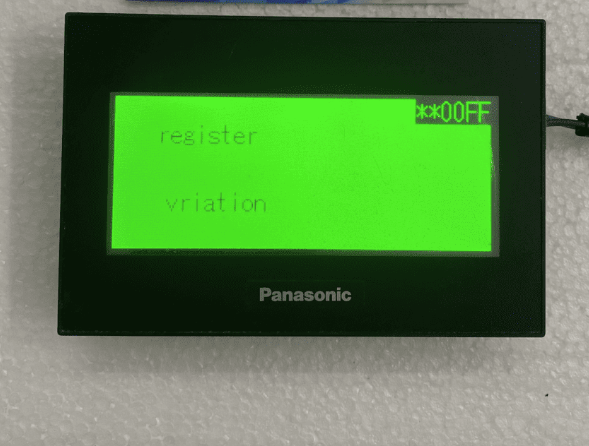 **00FF
register
vriation
Panasonic